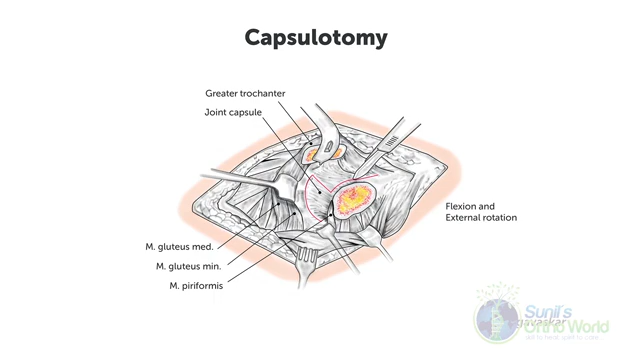 Capsulotomy
Greater trochanter
Joint capsule
Flexion and
External rotation
M. gluteus med.
M. gluteus min.
M. piriformis
Sunil's
Ortho World